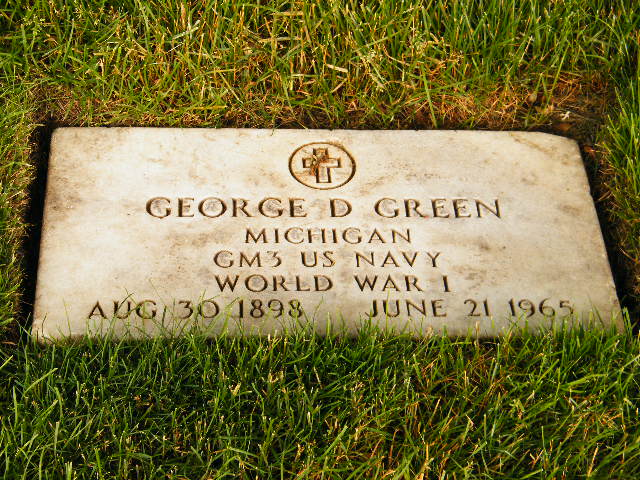 GEORGE D GREEN
MICHIGAN
GM3 US NAVY
WORLD WAR I
AUG 30 1898 JUNE 21 1965